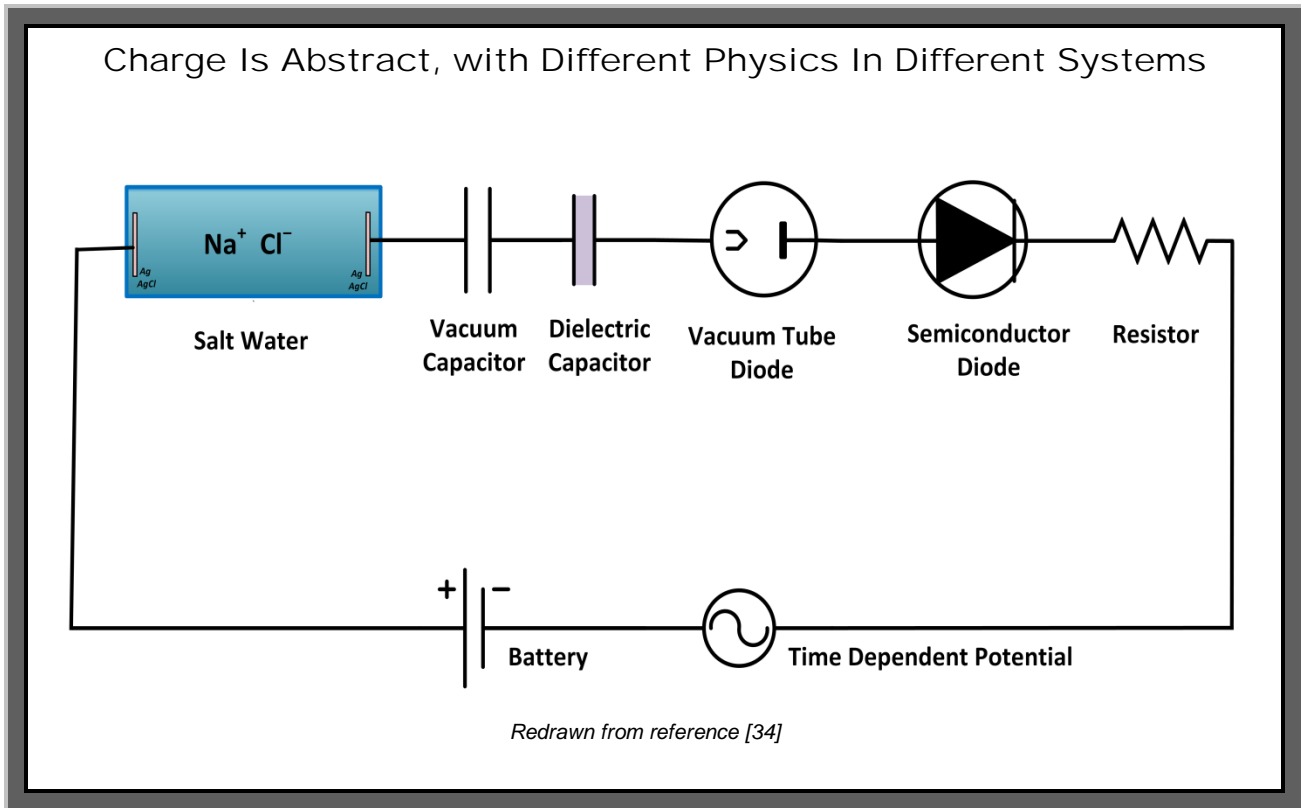 Charge Is Abstract, with Different Physics In Different Systems
Na⁺ Cl⁻
Ag
AgCl
Ag
AgCl
Salt Water
Vacuum
Capacitor
Dielectric
Capacitor
Vacuum Tube
Diode
Semiconductor
Diode
Resistor
+ −
Battery
Time Dependent Potential
Redrawn from reference [34]